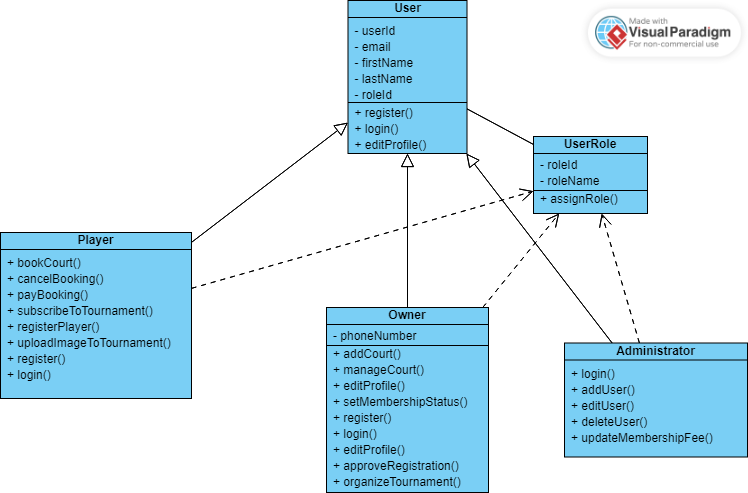 User
- userId
- email
- firstName
- lastName
- roleId
+ register()
+ login()
+ editProfile()
Made with
VisualParadigm
For non-commercial use
UserRole
- roleId
- roleName
+ assignRole()
Player
+ bookCourt()
+ cancelBooking()
+ payBooking()
+ subscribeToTournament()
+ registerPlayer()
+ uploadImageToTournament()
+ register()
+ login()
Owner
- phoneNumber
+ addCourt()
+ manageCourt()
+ editProfile()
+ setMembershipStatus()
+ register()
+ login()
+ editProfile()
+ approveRegistration()
+ organizeTournament()
Administrator
+ login()
+ addUser()
+ editUser()
+ deleteUser()
+ updateMembershipFee()